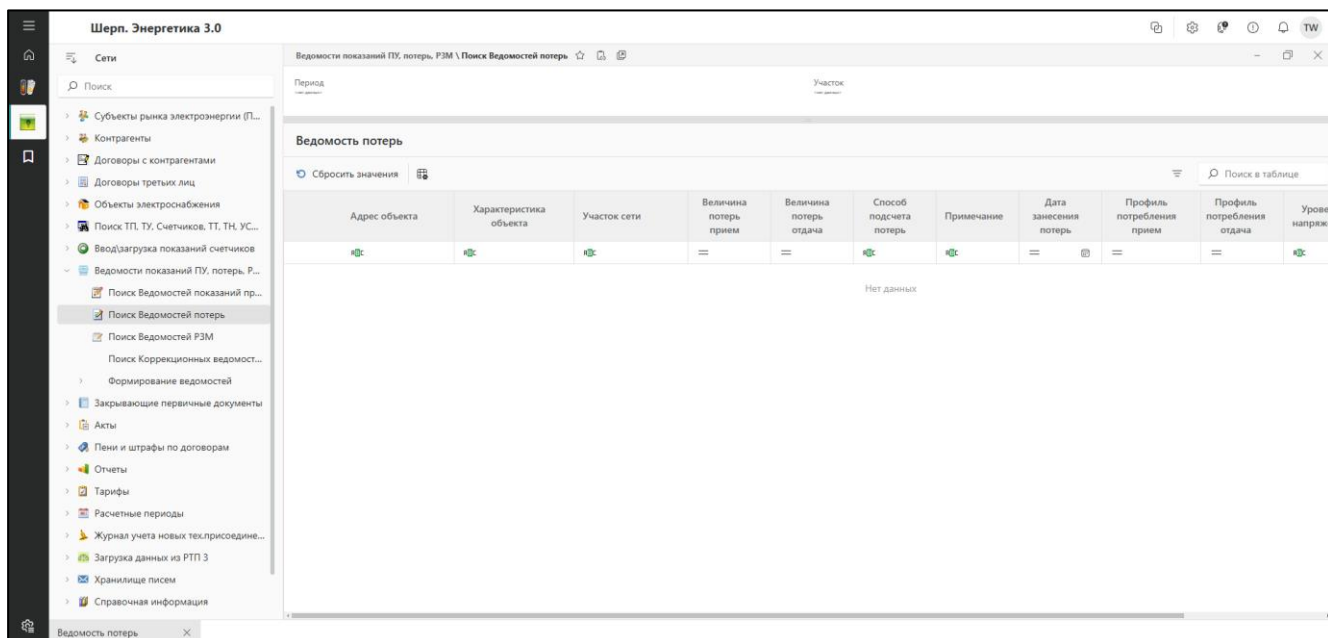 Шерп. Энергетика 3.0
TW
Сети
Поиск
Субъекты рынка электроэнергии (П...
Контрагенты
Договоры с контрагентами
Договоры третьих лиц
Объекты электроснабжения
Поиск ТП, ТУ, Счетчиков, ТТ, ТН, УС...
Ввод\загрузка показаний счетчиков
Ведомости показаний ПУ, потерь, Р...
Поиск Ведомостей показаний пр...
Поиск Ведомостей потерь
Поиск Ведомостей РЗМ
Поиск Коррекционных ведомост...
Формирование ведомостей
Закрывающие первичные документы
Акты
Пени и штрафы по договорам
Отчеты
Тарифы
Расчетные периоды
Журнал учета новых тех.присоедине...
Загрузка данных из РТП 3
Хранилище писем
Справочная информация
Ведомости показаний ПУ, потерь, РЗМ \ Поиск Ведомостей потерь
Период
Участок
<нет данных>
<нет данных>
Ведомость потерь
Сбросить значения
Поиск в таблице
Адрес объекта
Характеристика
объекта
Участок сети
Величина
потерь
прием
Величина
потерь
отдача
Способ
подсчета
потерь
Примечание
Дата
занесения
потерь
Профиль
потребления
прием
Профиль
потребления
отдача
Урове
напряж
Нет данных
Ведомость потерь